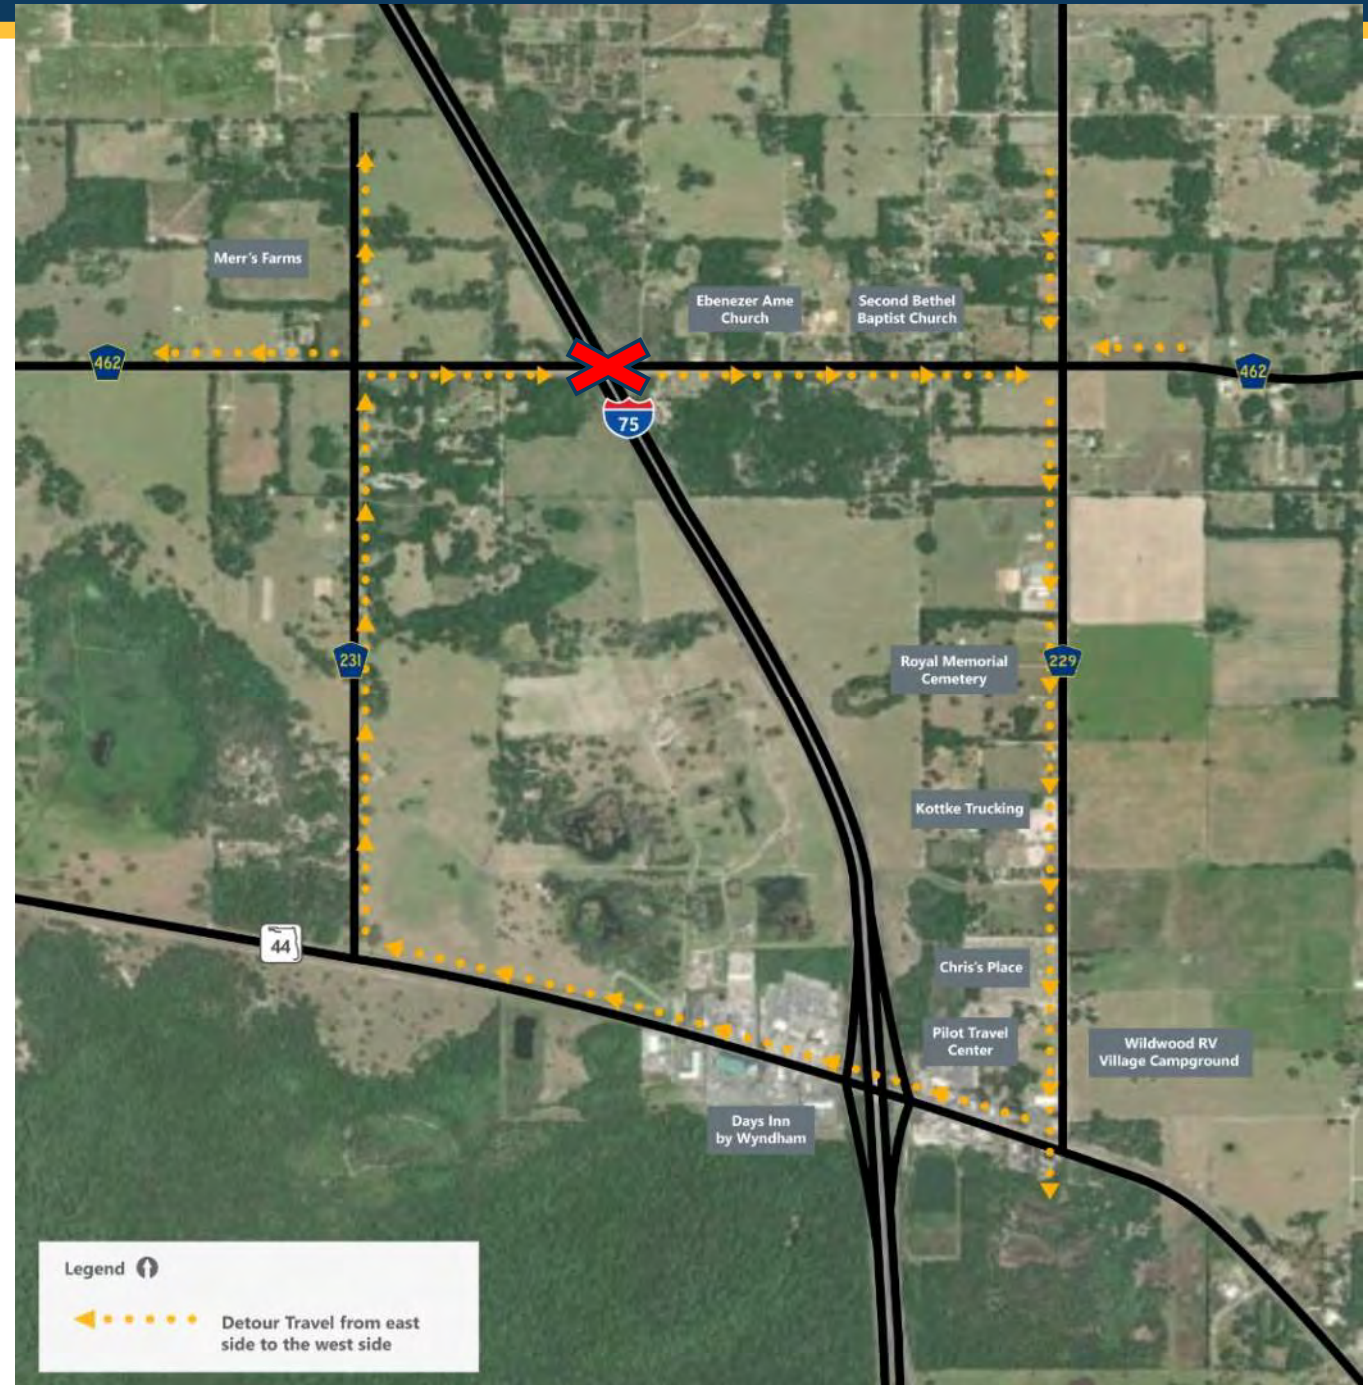 Merr's Farms
Ebenezer Ame
Church
Second Bethel
Baptist Church
462
462
75
231
Royal Memorial
Cemetery
229
Kottke Trucking
44
Chris's Place
Pilot Travel
Center
Wildwood RV
Village Campground
Days Inn
by Wyndham
Legend
Detour Travel from east
side to the west side